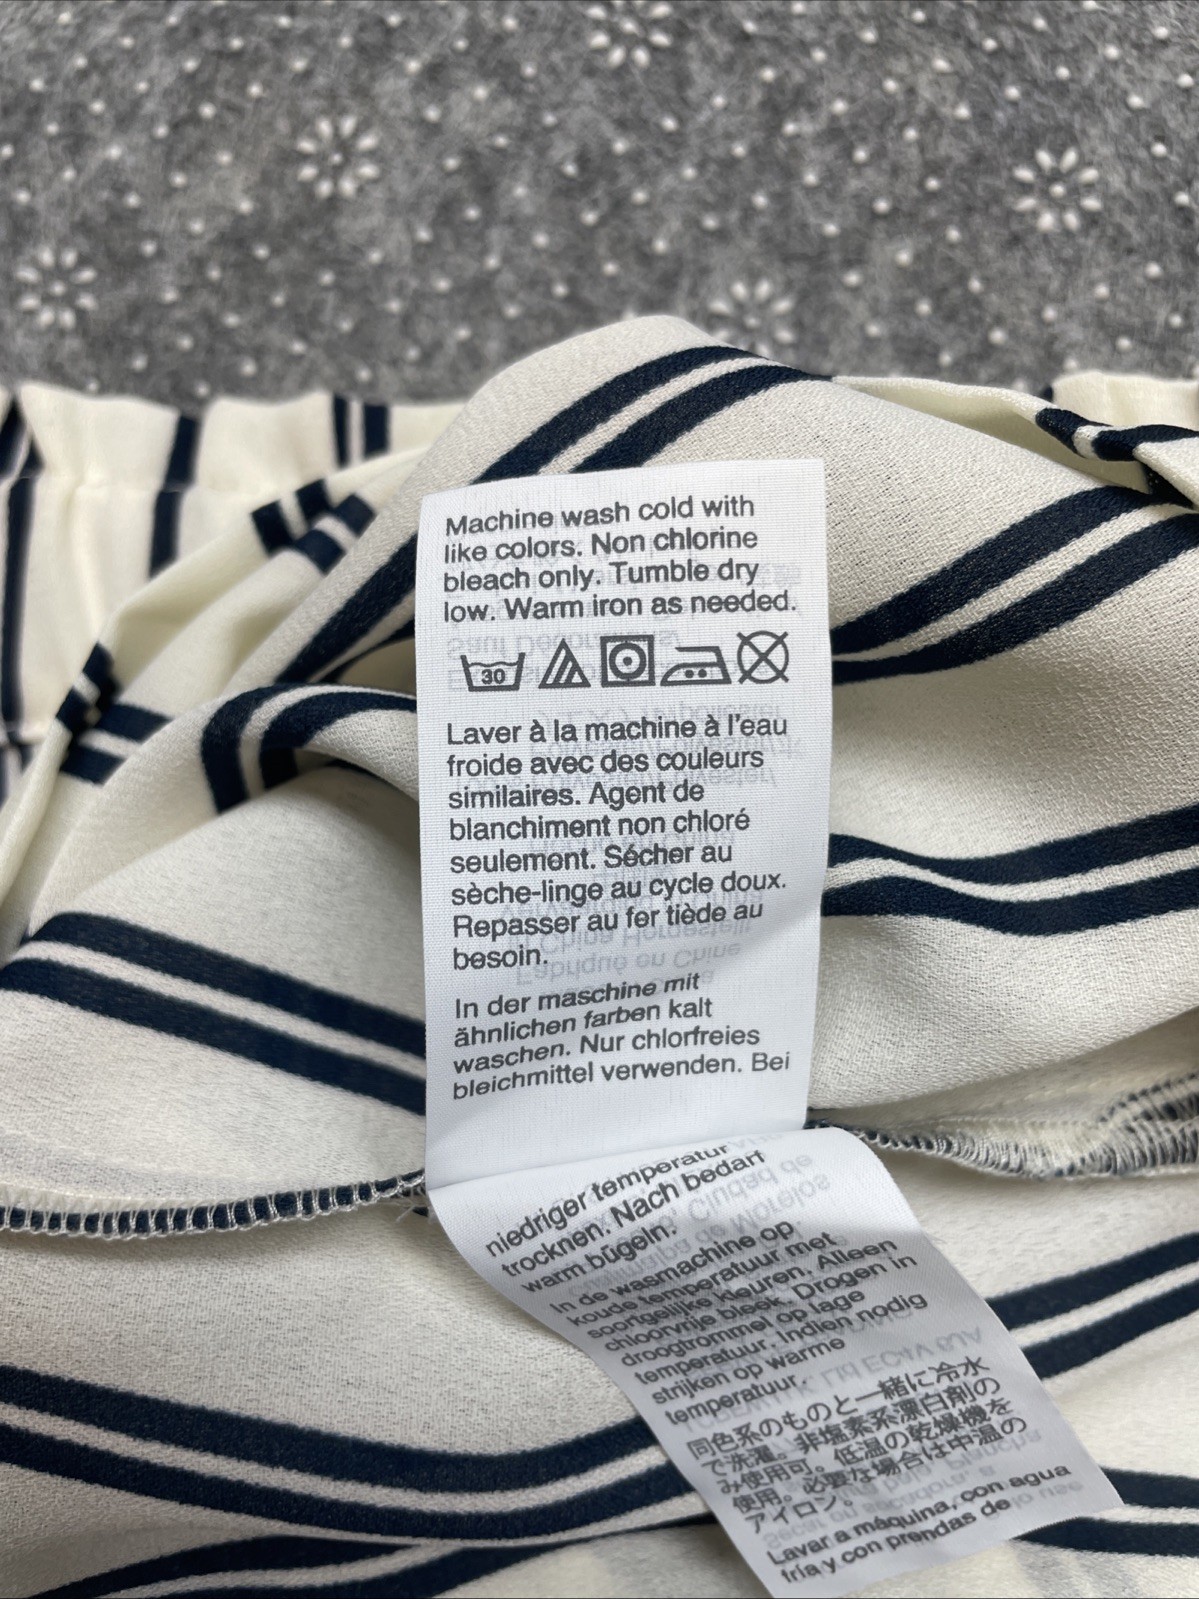 Machine wash cold with
like colors. Non chlorine
bleach only. Tumble dry
low. Warm iron as needed.
30
Laver à la machine à l'eau
froide avec des couleurs
similaires. Agent de
blanchiment non chloré
seulement. Sécher au
sèche-linge au cycle doux.
Repasser au fer tiède au
besoin.
In der maschine mit
ähnlichen farben kalt
waschen. Nur chlorfreies
bleichmittel verwenden. Bei
niedriger temperatur
trocknen. Nach bedarf
warm bügeln.
In de wasmachine op
koude temperatuur met
soortgelijke kleuren. Alleen
chloorvrije bleek. Drogen in
droogtrommel op lage
temperatuur. Indien nodig
strijken op warme
temperatuur.
同色系のものと一緒に冷水
で洗濯。非塩素系漂白剤の
み使用可。低温の乾燥機を
使用。必要な場合は中温の
アイロン。
Lavar a máquina, con agua
fría y con prendas de